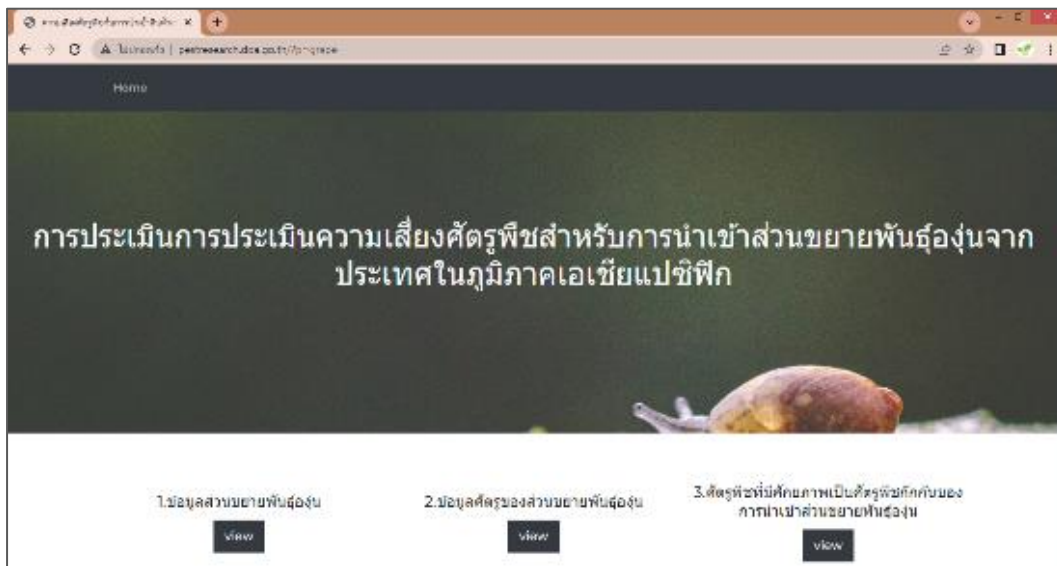 Home
การประเมินการประเมินความเสี่ยงศัตรูพืชสำหรับการนำเข้าส่วนขยายพันธุ์องุ่นจาก
ประเทศในภูมิภาคเอเชียแปซิฟิก
1.ข้อมูลส่วนขยายพันธุ์องุ่น
2.ข้อมูลศัตรูของส่วนขยายพันธุ์องุ่น
3.ศัตรูพืชที่มีศักยภาพเป็นศัตรูพืชกักกันของ
การนำเข้าส่วนขยายพันธุ์องุ่น
view
view
view